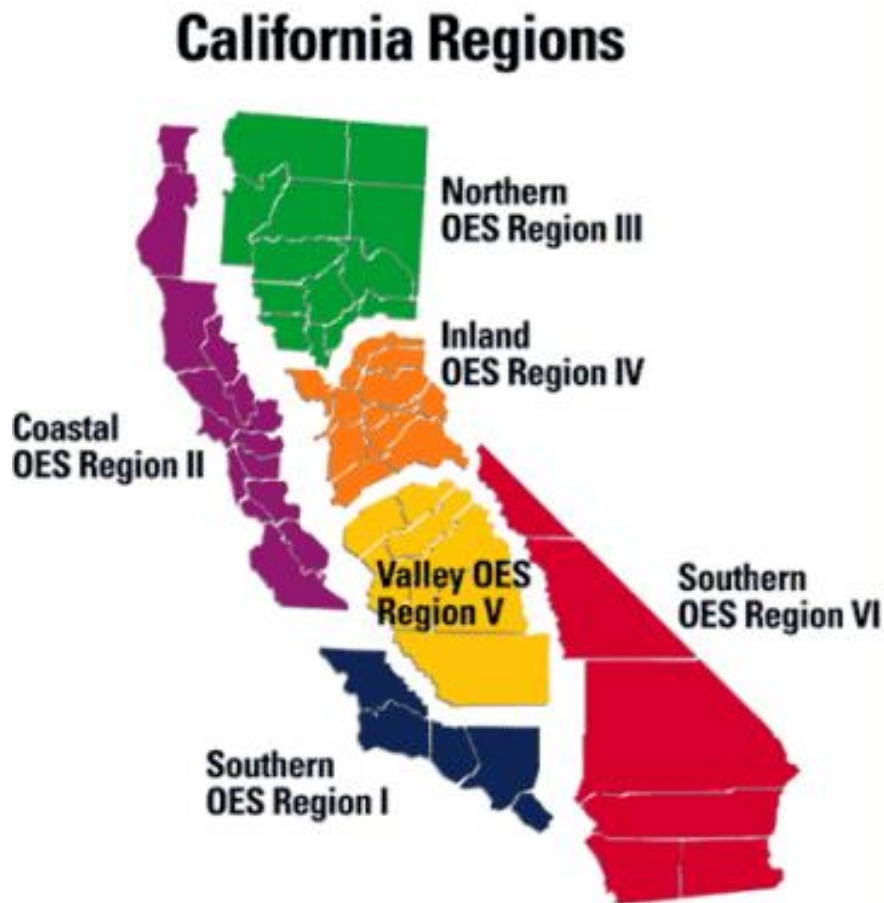 California Regions
Northern
OES Region III
Inland
OES Region IV
Coastal
OES Region II
Valley OES
Region V
Southern
OES Region VI
Southern
OES Region I